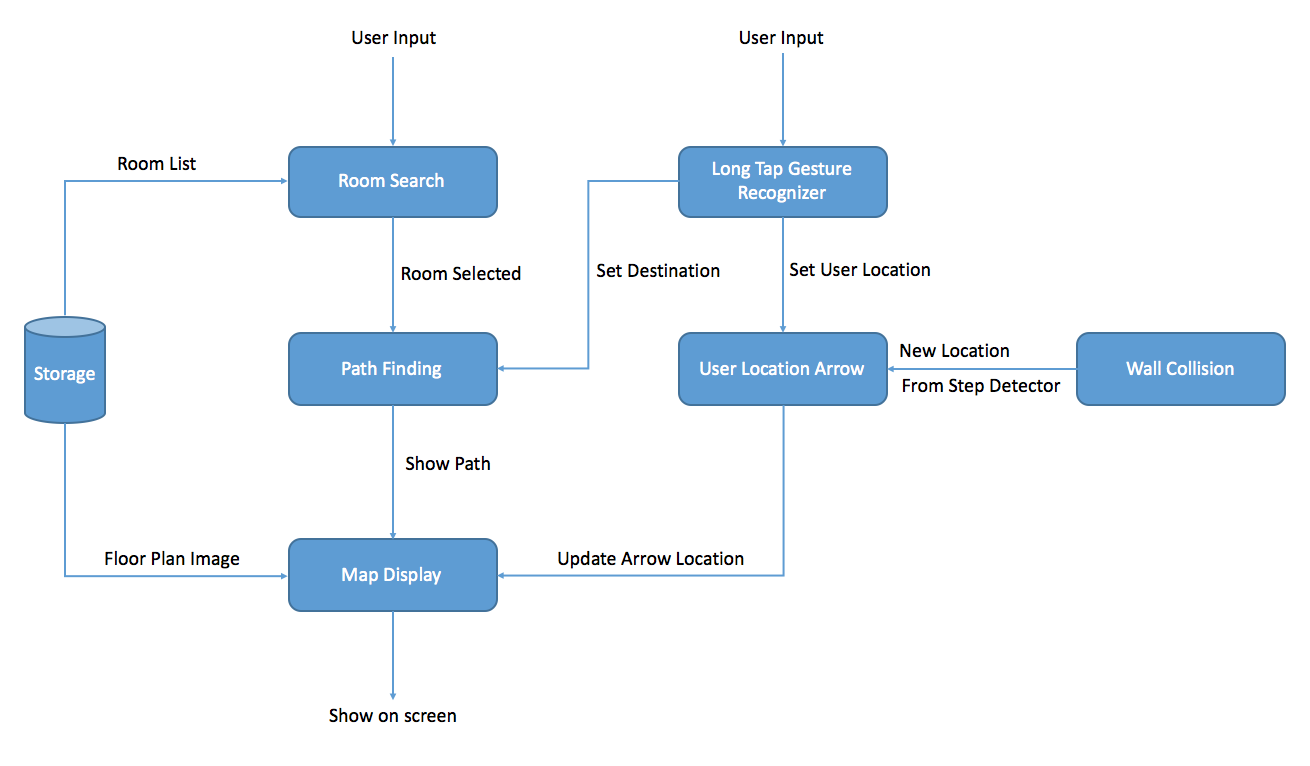 User Input
User Input
Room List
Room Search
Long Tap Gesture
Recognizer
Room Selected
Set Destination
Set User Location
Storage
Path Finding
User Location Arrow
New Location
From Step Detector
Wall Collision
Show Path
Floor Plan Image
Map Display
Update Arrow Location
Show on screen